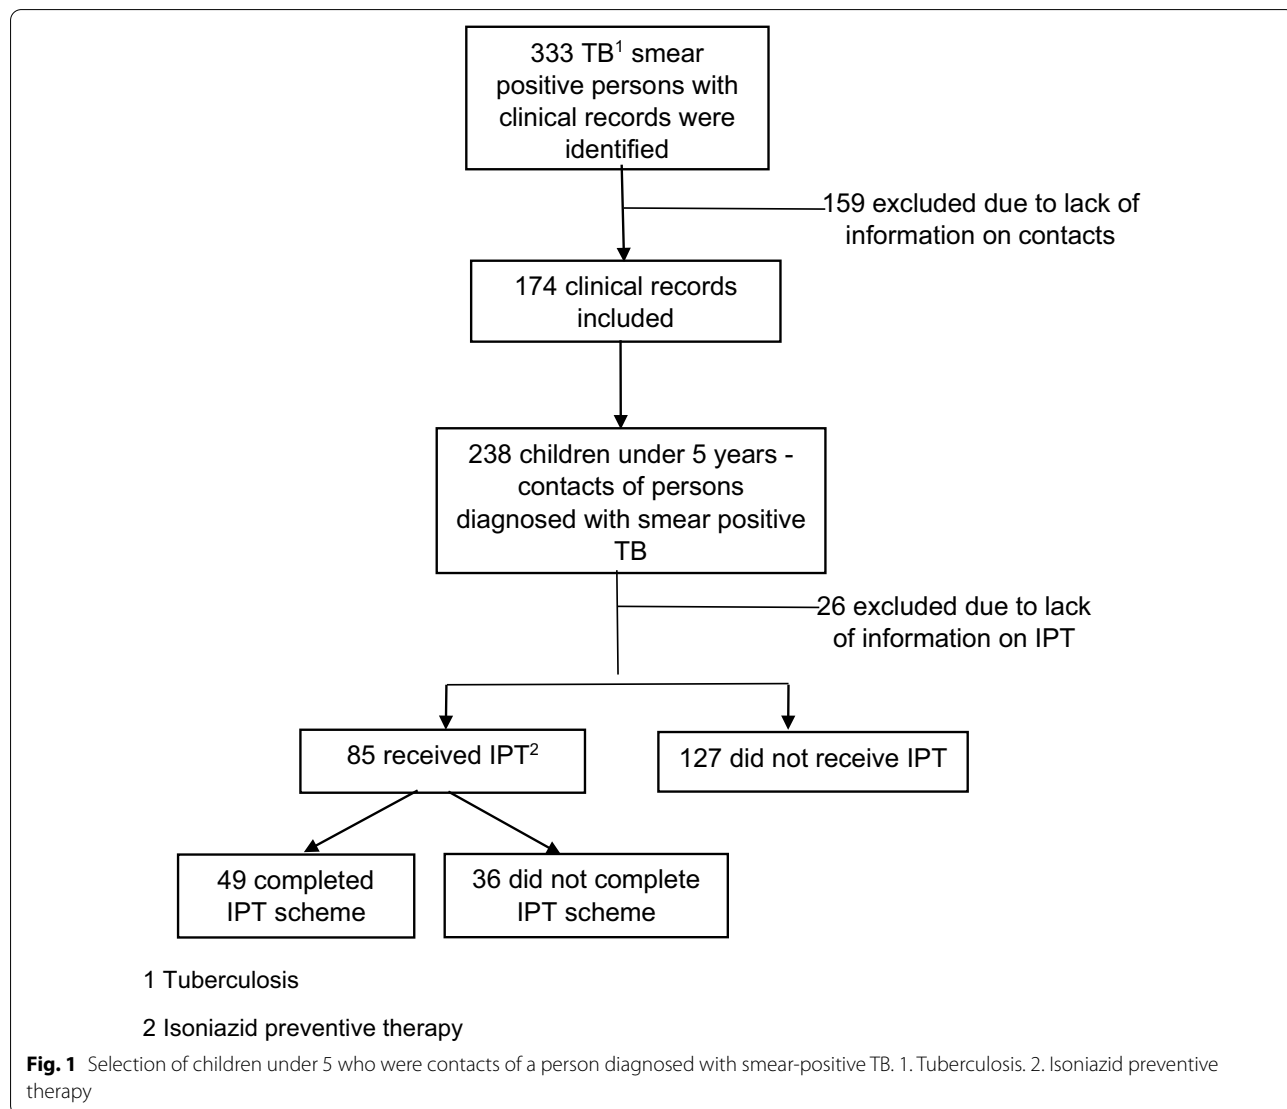 333 TB¹ smear
positive persons with
clinical records were
identified
159 excluded due to lack of
information on contacts
174 clinical records
included
238 children under 5 years -
contacts of persons
diagnosed with smear positive
TB
26 excluded due to lack
of information on IPT
85 received IPT²
127 did not receive IPT
49 completed
IPT scheme
36 did not complete
IPT scheme
1 Tuberculosis
2 Isoniazid preventive therapy
Fig. 1 Selection of children under 5 who were contacts of a person diagnosed with smear-positive TB. 1. Tuberculosis. 2. Isoniazid preventive
therapy